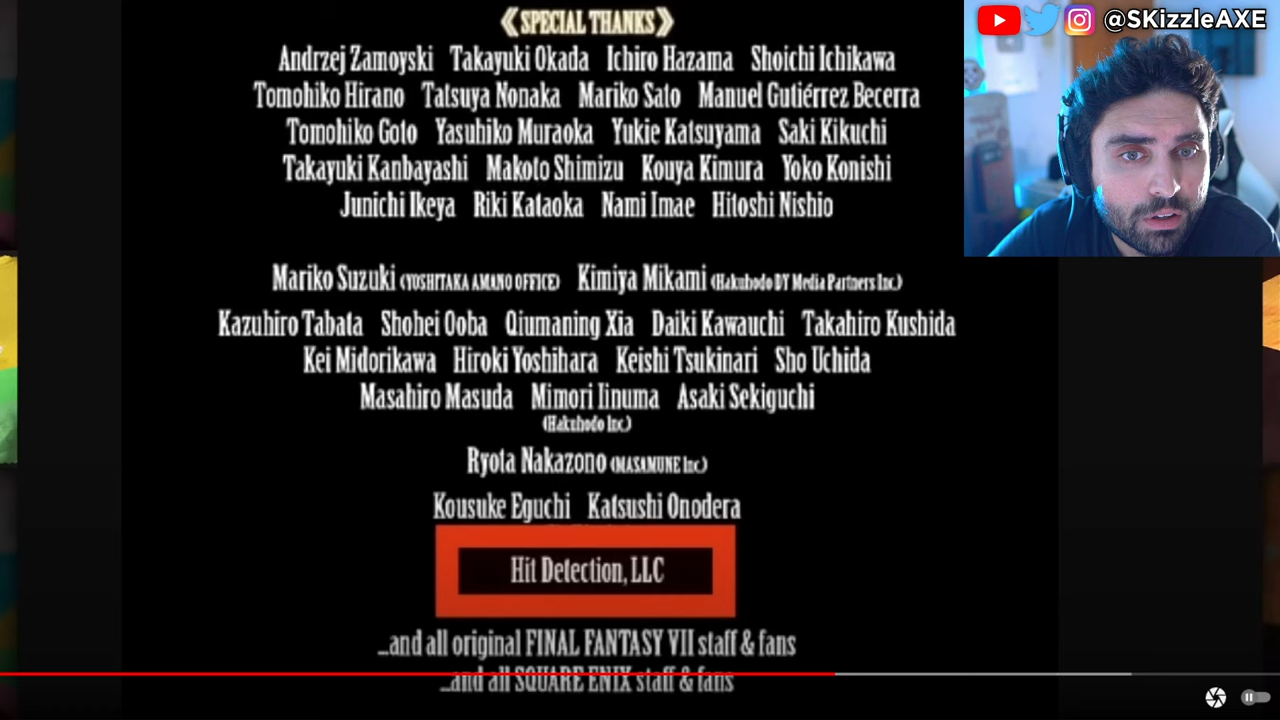 《SPECIAL THANKS》
@SKizzleAXE
Andrzej Zamoyski Takayuki Okada Ichiro Hazama Shoichi Ichikawa
Tomohiko Hirano Tatsuya Nonaka Mariko Sato Manuel Gutiérrez Becerra
Tomohiko Goto Yasuhiko Muraoka Yukie Katsuyama Saki Kikuchi
Takayuki Kanbayashi Makoto Shimizu Kouya Kimura Yoko Konishi
Junichi Ikeya Riki Kataoka Nami Imae Hitoshi Nishio
Mariko Suzuki (YOSHITAKA AMANO OFFICE) Kimiya Mikami (Hakuhodo DY Media Partners Inc.)
Kazuhiro Tabata Shohei Ooba Qiumaning Xia Daiki Kawauchi Takahiro Kushida
Kei Midorikawa Hiroki Yoshihara Keishi Tsukinari Sho Uchida
Masahiro Masuda Mimori Iinuma Asaki Sekiguchi
(Hakuhodo Inc.)
Ryota Nakazono (MASAMUNE Inc.)
Kousuke Eguchi Katsushi Onodera
Hit Detection, LLC
...and all original FINAL FANTASY VII staff & fans
...and all SQUARE ENIX staff & fans